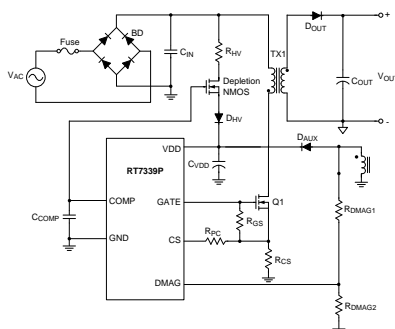 Fuse
BD
VAC
CIN
RHV
TX1
DOUT
+
COUT
VOUT
-
Depletion
NMOS
DHV
CVDD
DAUX
RT7339P
VDD
COMP
GATE
Q1
CCOMP
GND
CS
RPC
RGS
RCS
RDMAG1
DMAG
RDMAG2